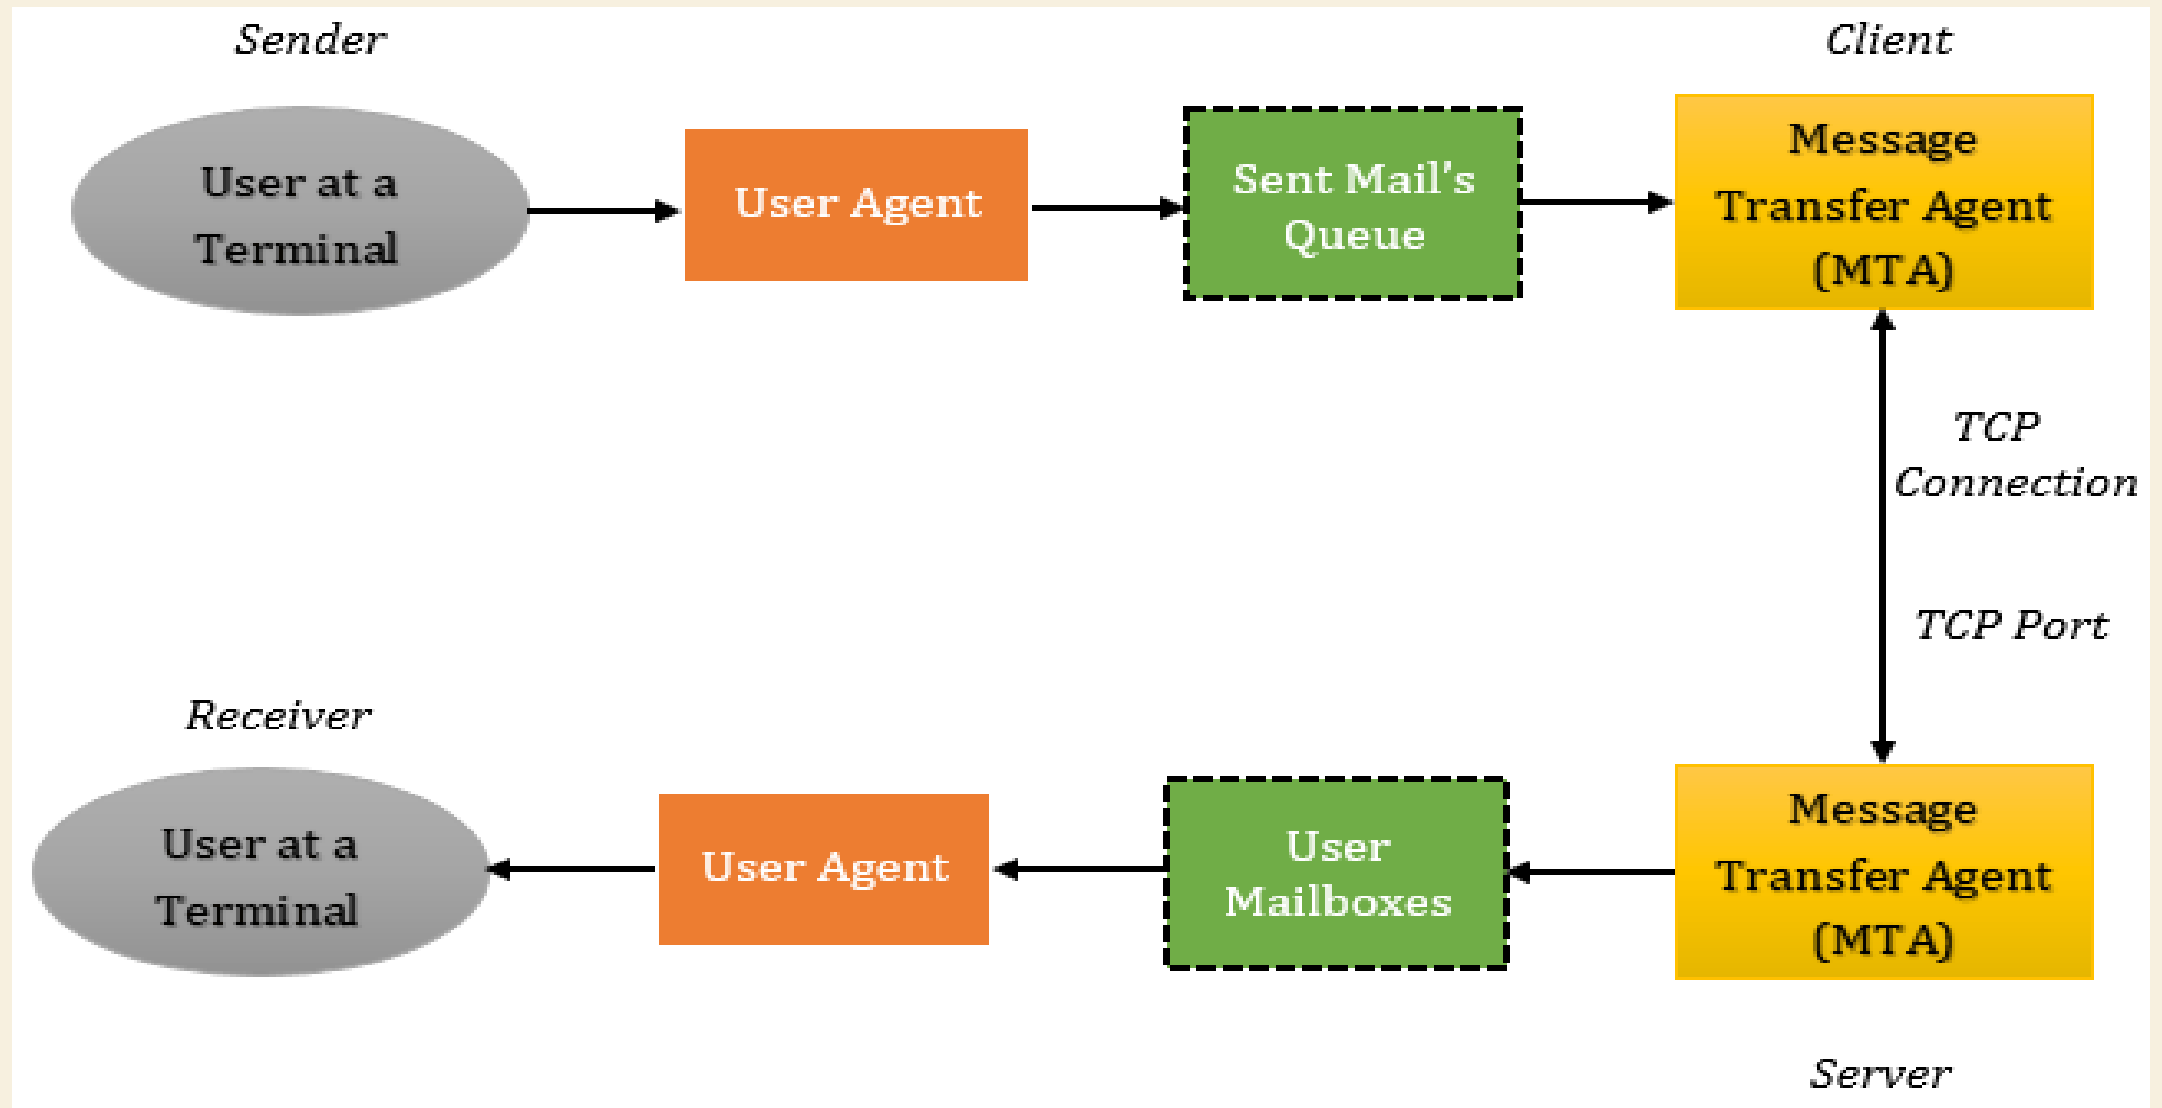 Sender
Client
User at a
Terminal
User Agent
Sent Mail's
Queue
Message
Transfer Agent
(MTA)
TCP
Connection
TCP Port
Receiver
User at a
Terminal
User Agent
User
Mailboxes
Message
Transfer Agent
(MTA)
Server